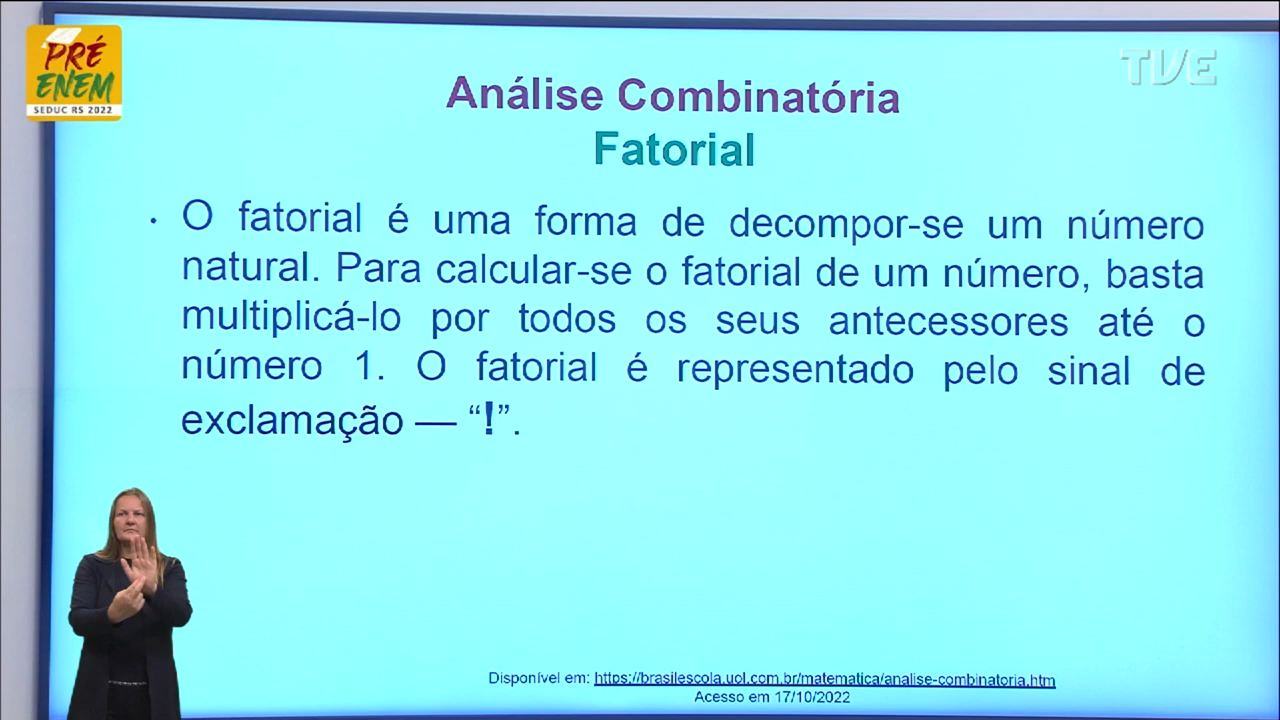 PRÉ
ENEM
SEDUC RS 2022
TVE
Análise Combinatória
Fatorial
• O fatorial é uma forma de decompor-se um número
natural. Para calcular-se o fatorial de um número, basta
multiplicá-lo por todos os seus antecessores até o
número 1. O fatorial é representado pelo sinal de
exclamação — “!”.
Disponível em: https://brasilescola.uol.com.br/matematica/analise-combinatoria.htm
Acesso em 17/10/2022